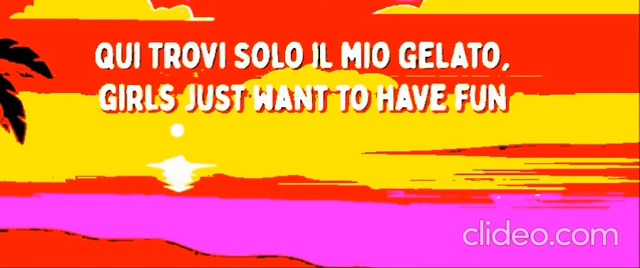 QUI TROVI SOLO IL MIO GELATO,
GIRLS JUST WANT TO HAVE FUN
clideo.com